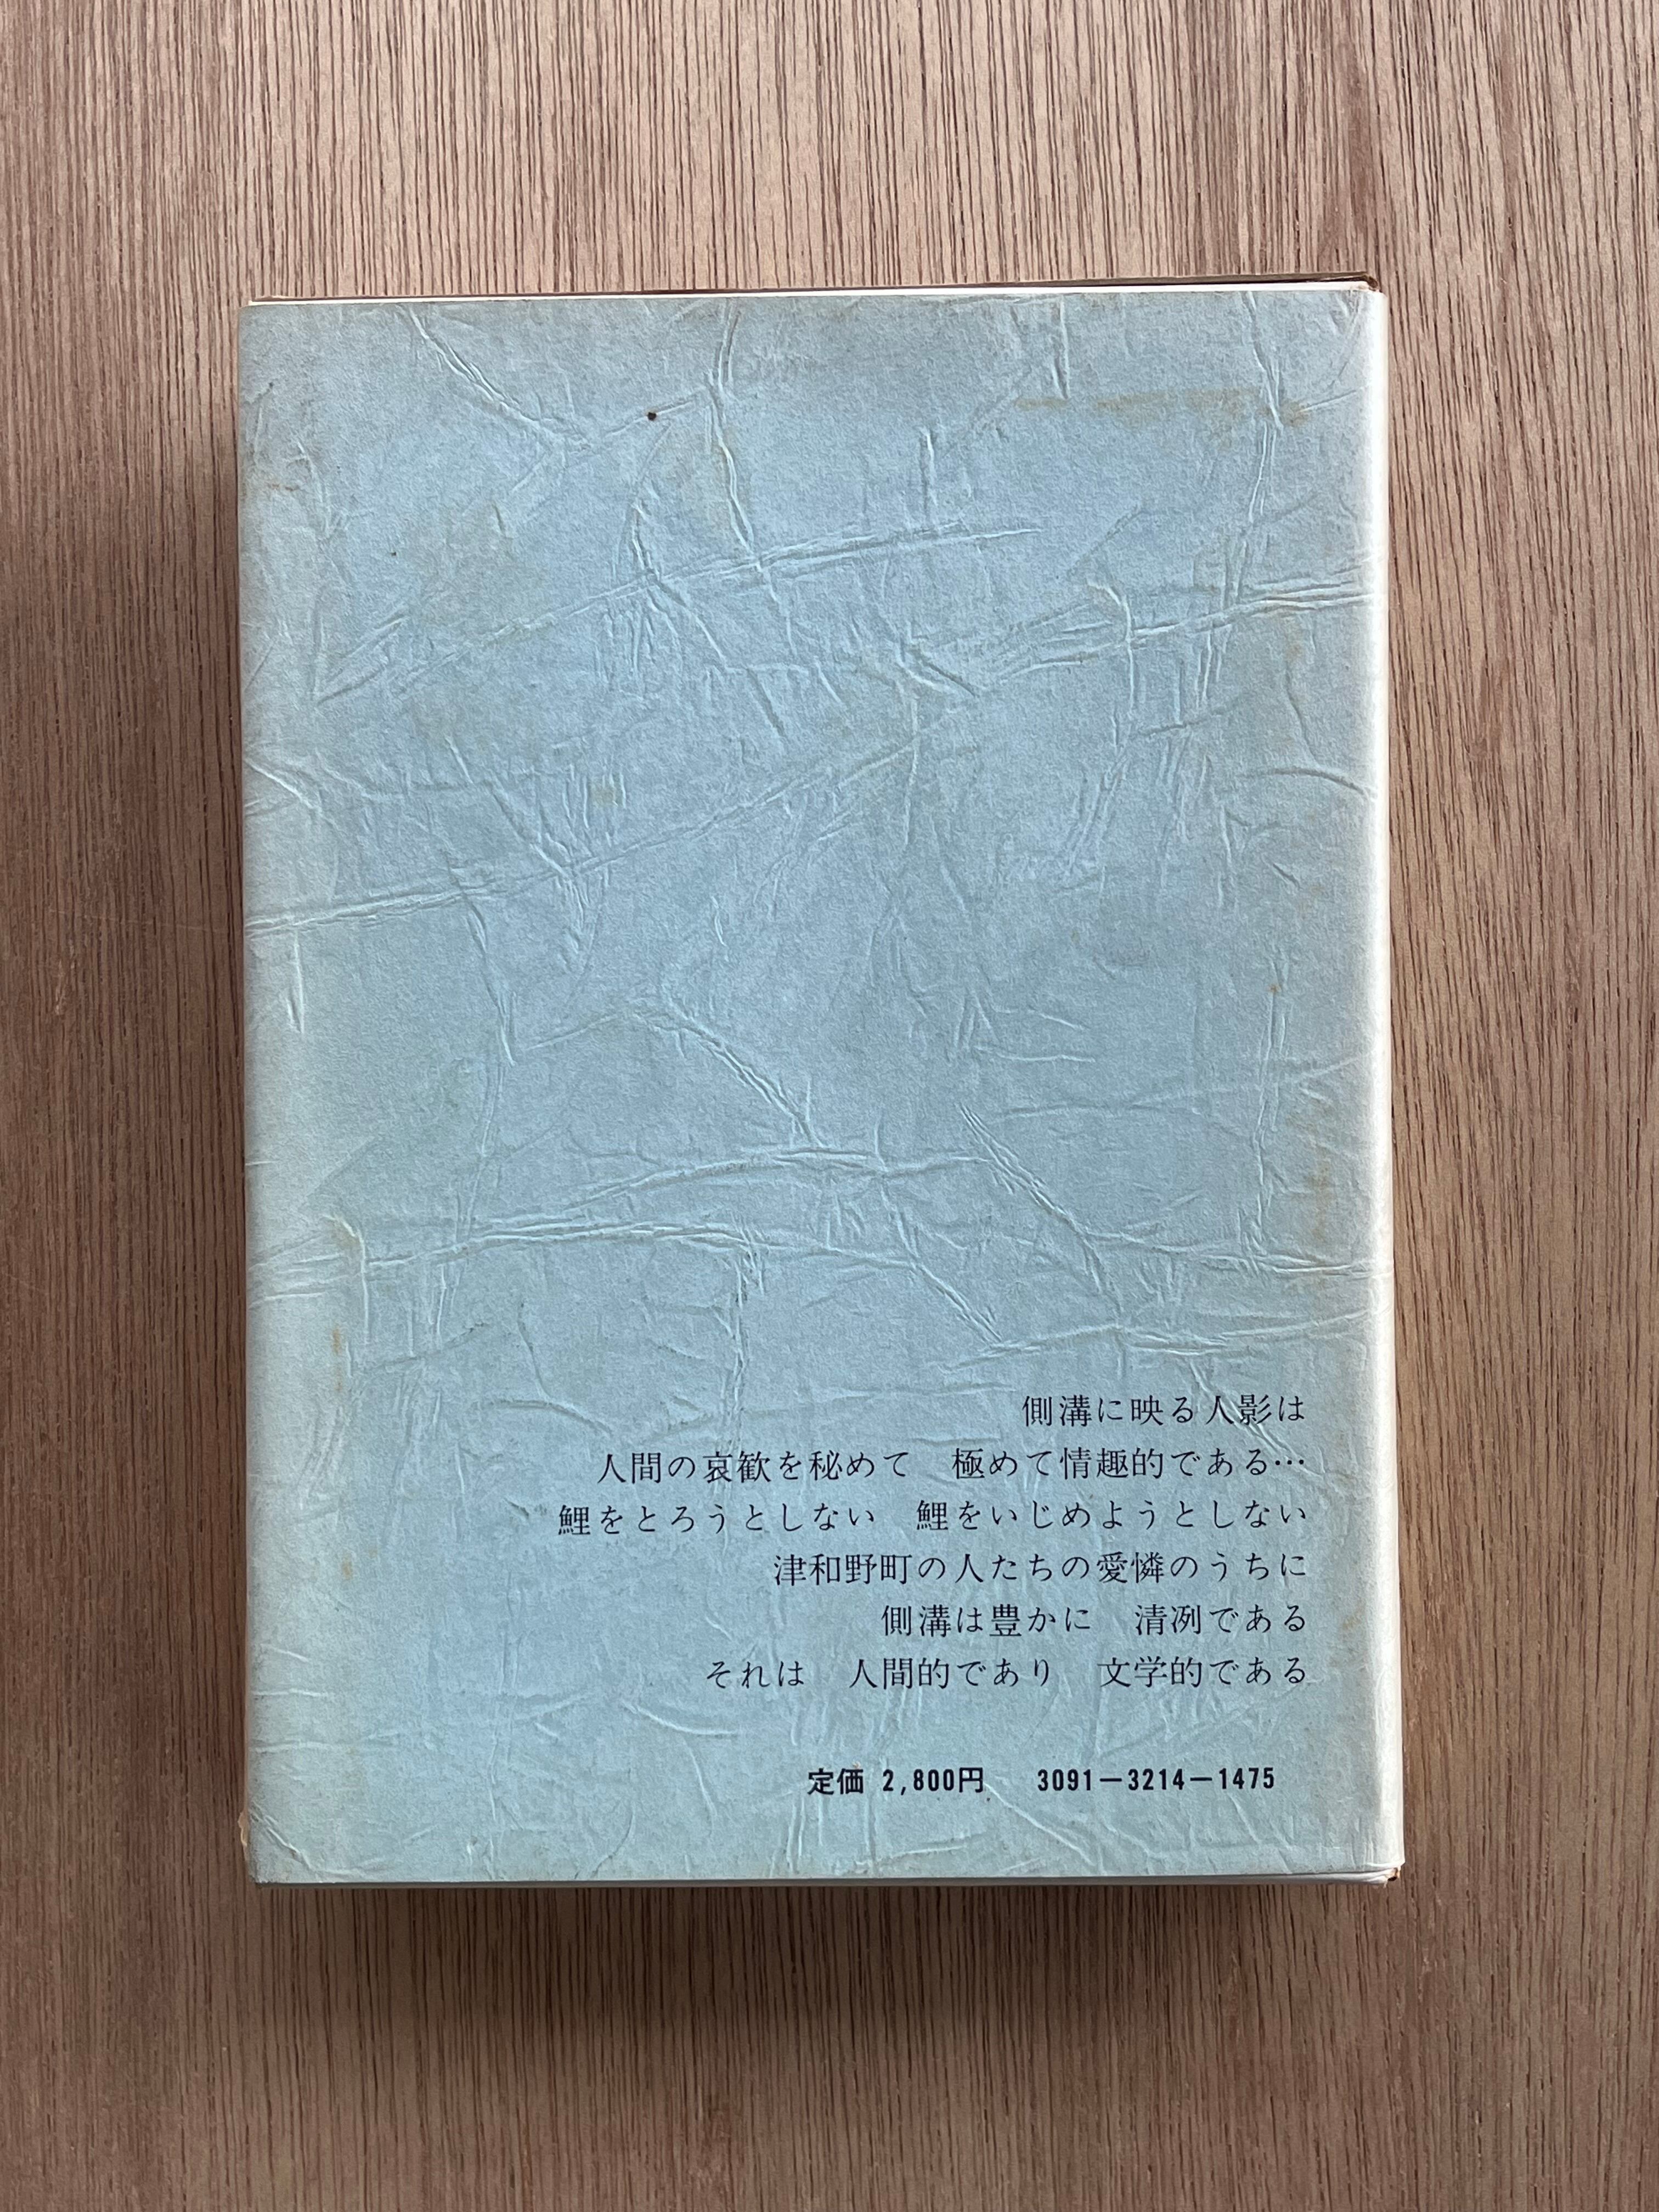 側溝に映る人影は
人間の哀歓を秘めて　極めて情趣的である…
鯉をとろうとしない　鯉をいじめようとしない
津和野町の人たちの愛憐のうちに
側溝は豊かに　清冽である
それは　人間的であり　文学的である
定価 2,800円　3091－3214－1475